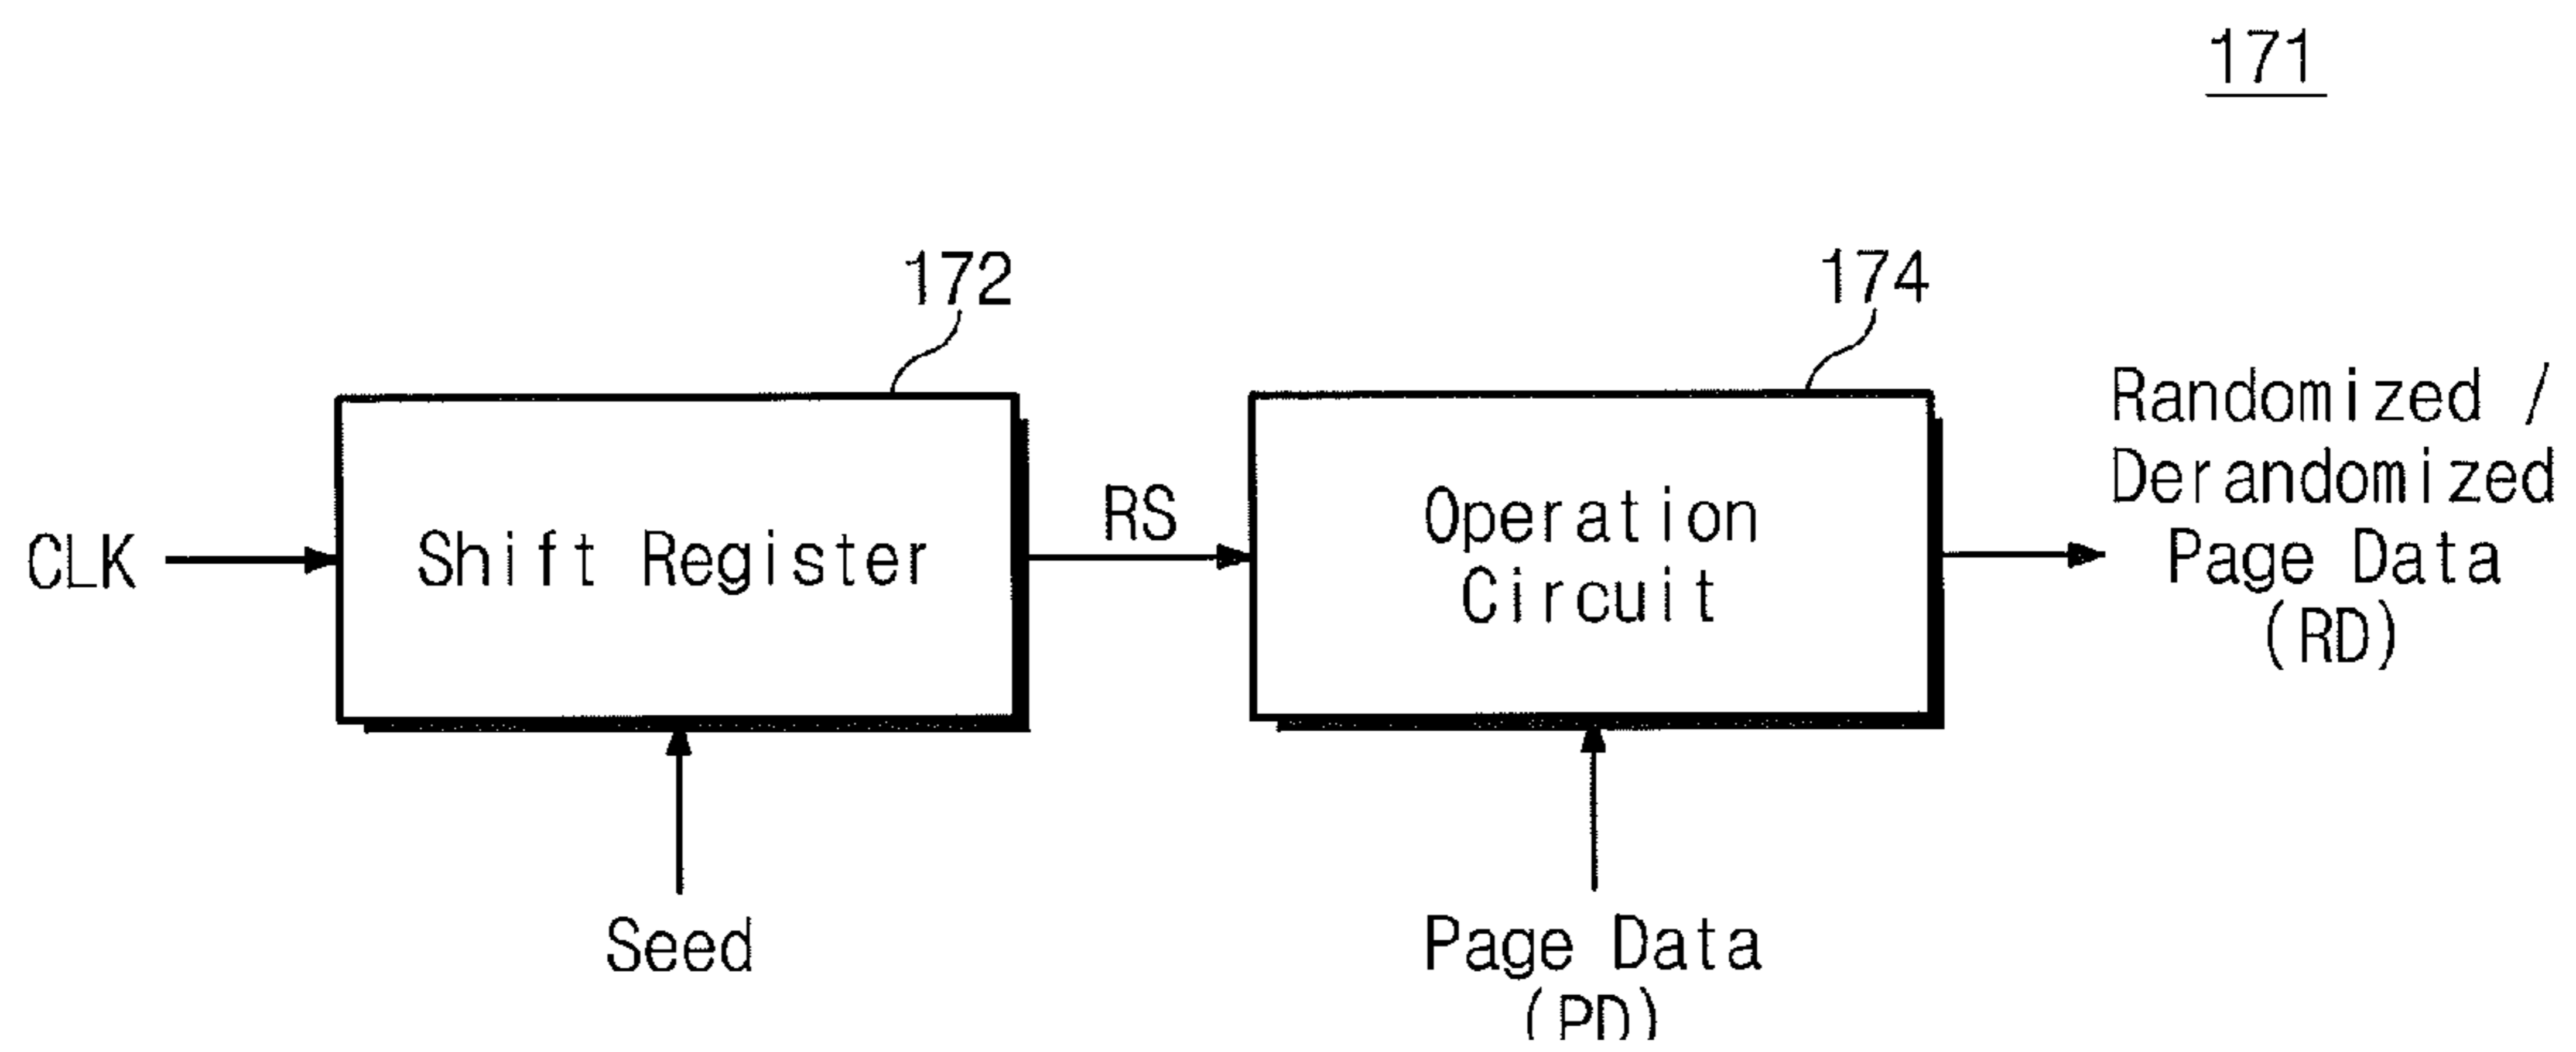 171
172
174
CLK
Shift Register
RS
Operation
Circuit
Randomized /
Derandomized
Page Data
(RD)
Seed
Page Data
(PD)